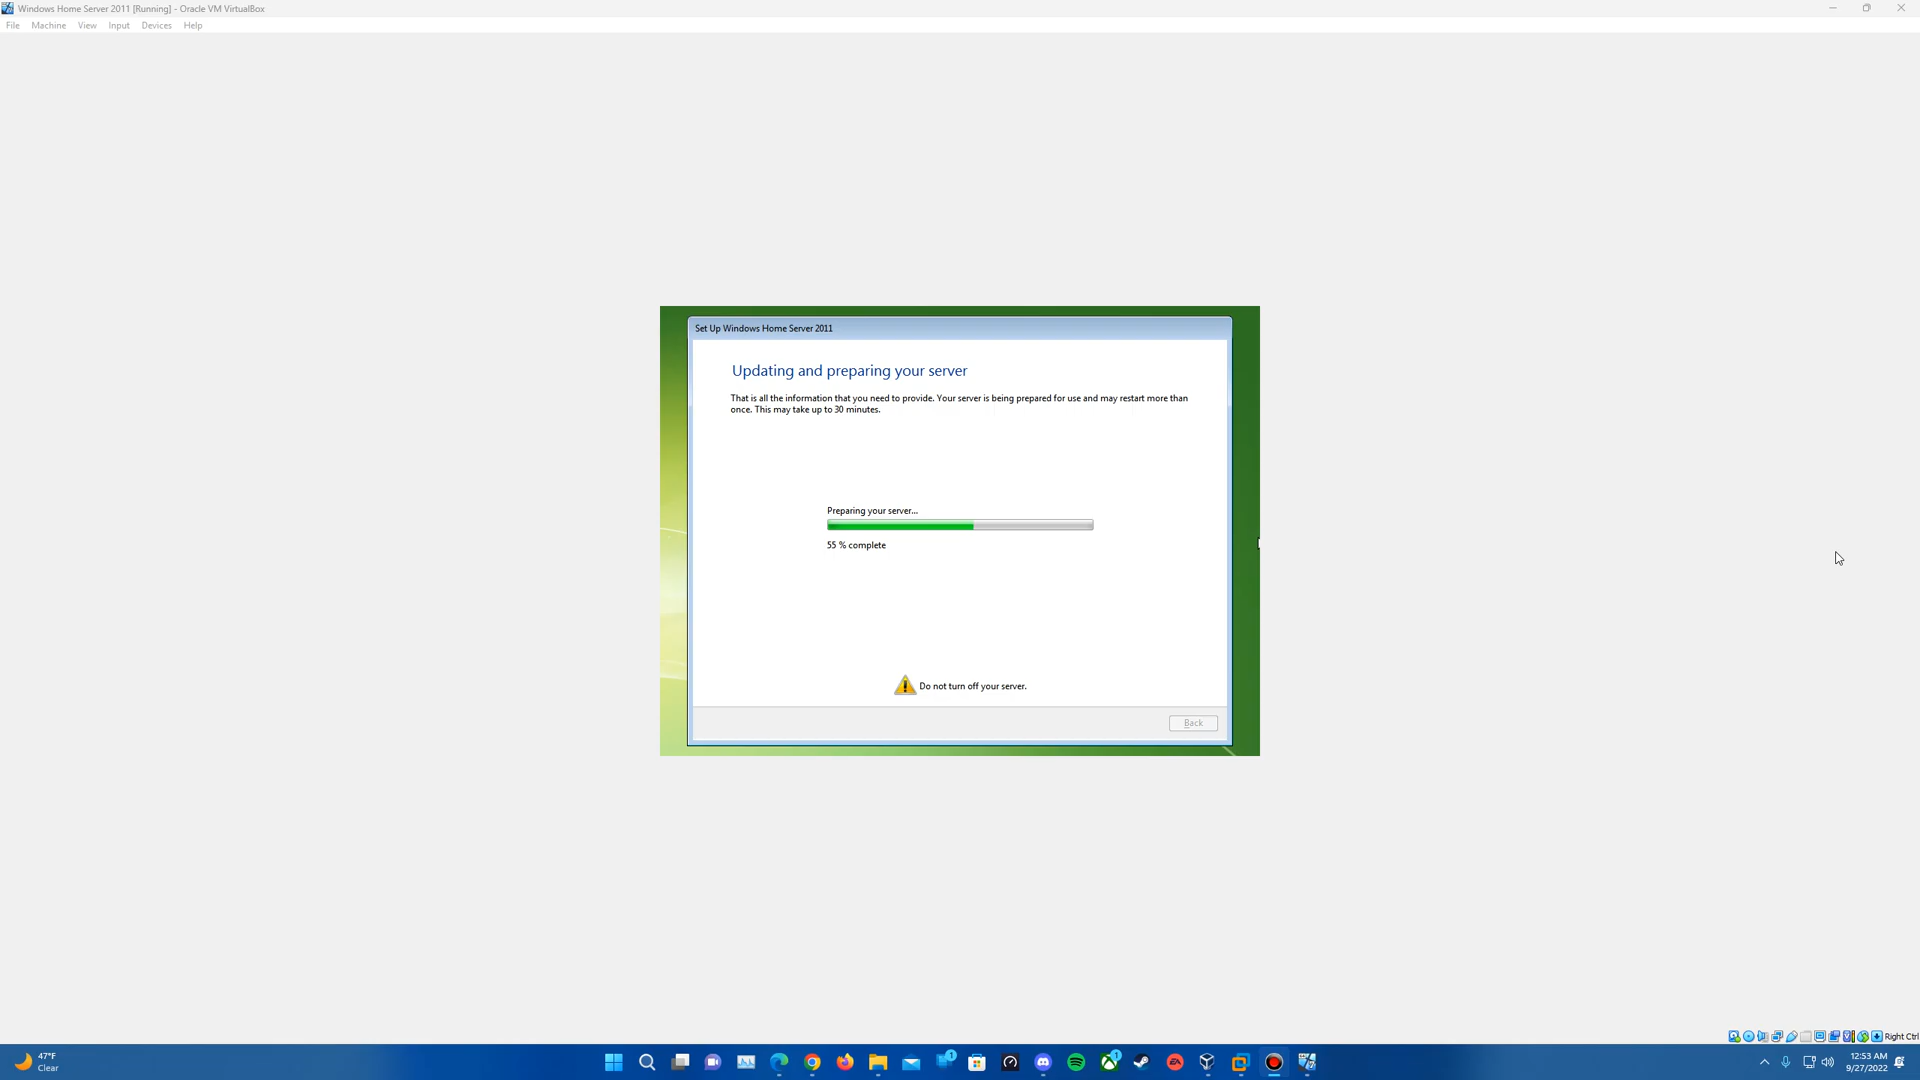 Windows Home Server 2011 [Running] - Oracle VM VirtualBox
File Machine View Input Devices Help
Set Up Windows Home Server 2011
Updating and preparing your server
That is all the information that you need to provide. Your server is being prepared for use and may restart more than
once. This may take up to 30 minutes.
Preparing your server...
55 % complete
Do not turn off your server.
Back
Right Ctrl
47°F
Clear
12:53 AM
9/27/2022